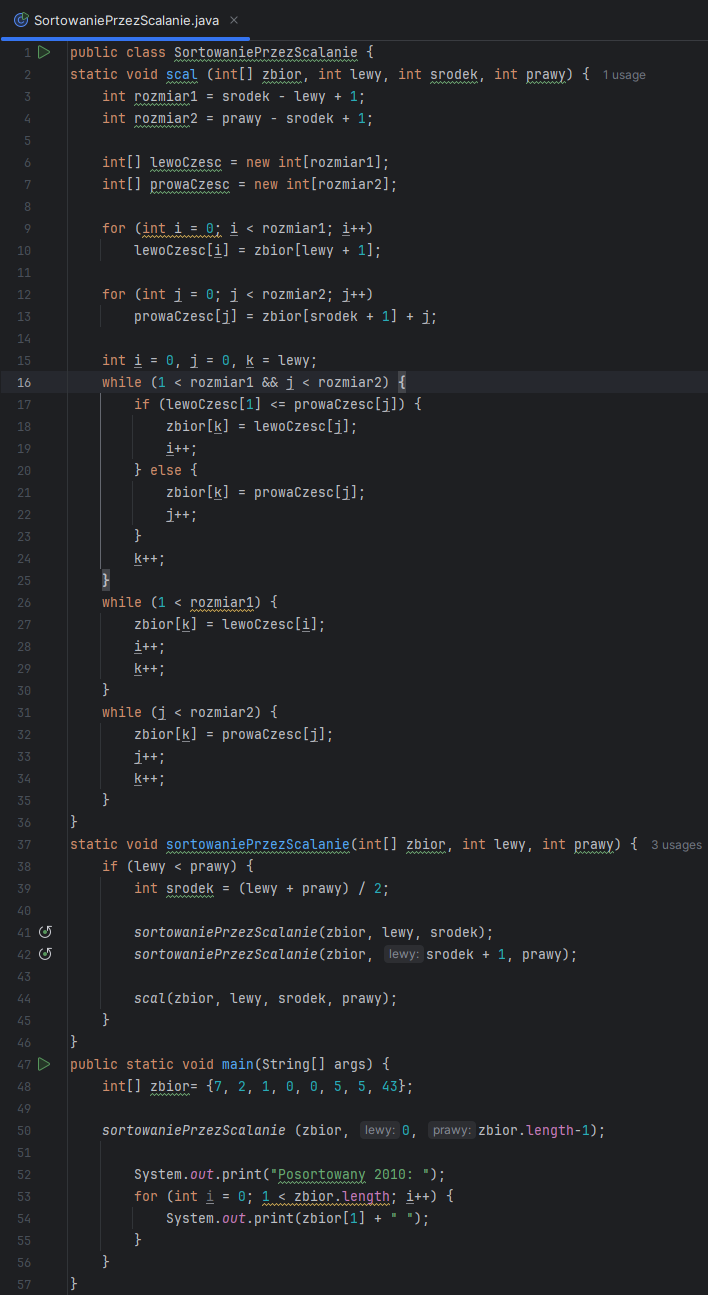 SortowaniePrzezScalanie.java ×
1 public class SortowaniePrzezScalanie {
2 static void scal (int[] zbior, int lewy, int srodek, int prawy) { 1 usage
3 int rozmiar1 = srodek - lewy + 1;
4 int rozmiar2 = prawy - srodek + 1;
5
6 int[] lewoCzesc = new int[rozmiar1];
7 int[] prowaCzesc = new int[rozmiar2];
8
9 for (int i = 0; i < rozmiar1; i++)
10 lewoCzesc[i] = zbior[lewy + 1];
11
12 for (int j = 0; j < rozmiar2; j++)
13 prowaCzesc[j] = zbior[srodek + 1] + j;
14
15 int i = 0, j = 0, k = lewy;
16 while (1 < rozmiar1 && j < rozmiar2) {
17 if (lewoCzesc[1] <= prowaCzesc[j]) {
18 zbior[k] = lewoCzesc[j];
19 i++;
20 } else {
21 zbior[k] = prowaCzesc[j];
22 j++;
23 }
24 k++;
25 }
26 while (1 < rozmiar1) {
27 zbior[k] = lewoCzesc[i];
28 i++;
29 k++;
30 }
31 while (j < rozmiar2) {
32 zbior[k] = prowaCzesc[j];
33 j++;
34 k++;
35 }
36 }
37 static void sortowaniePrzezScalanie(int[] zbior, int lewy, int prawy) { 3 usages
38 if (lewy < prawy) {
39 int srodek = (lewy + prawy) / 2;
40
41 sortowaniePrzezScalanie(zbior, lewy, srodek);
42 sortowaniePrzezScalanie(zbior, lewy: srodek + 1, prawy);
43
44 scal(zbior, lewy, srodek, prawy);
45 }
46 }
47 public static void main(String[] args) {
48 int[] zbior= {7, 2, 1, 0, 0, 5, 5, 43};
49
50 sortowaniePrzezScalanie (zbior, lewy: 0, prawy: zbior.length-1);
51
52 System.out.print("Posortowany 2010: ");
53 for (int i = 0; 1 < zbior.length; i++) {
54 System.out.print(zbior[1] + " ");
55 }
56 }
57 }